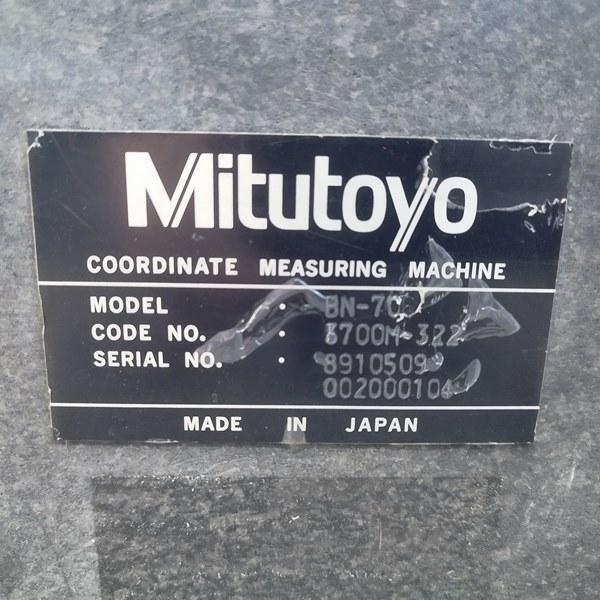 Mitutoyo
COORDINATE MEASURING MACHINE
MODEL :
CODE NO. :
SERIAL NO. : 8910509
002000104
MADE IN JAPAN